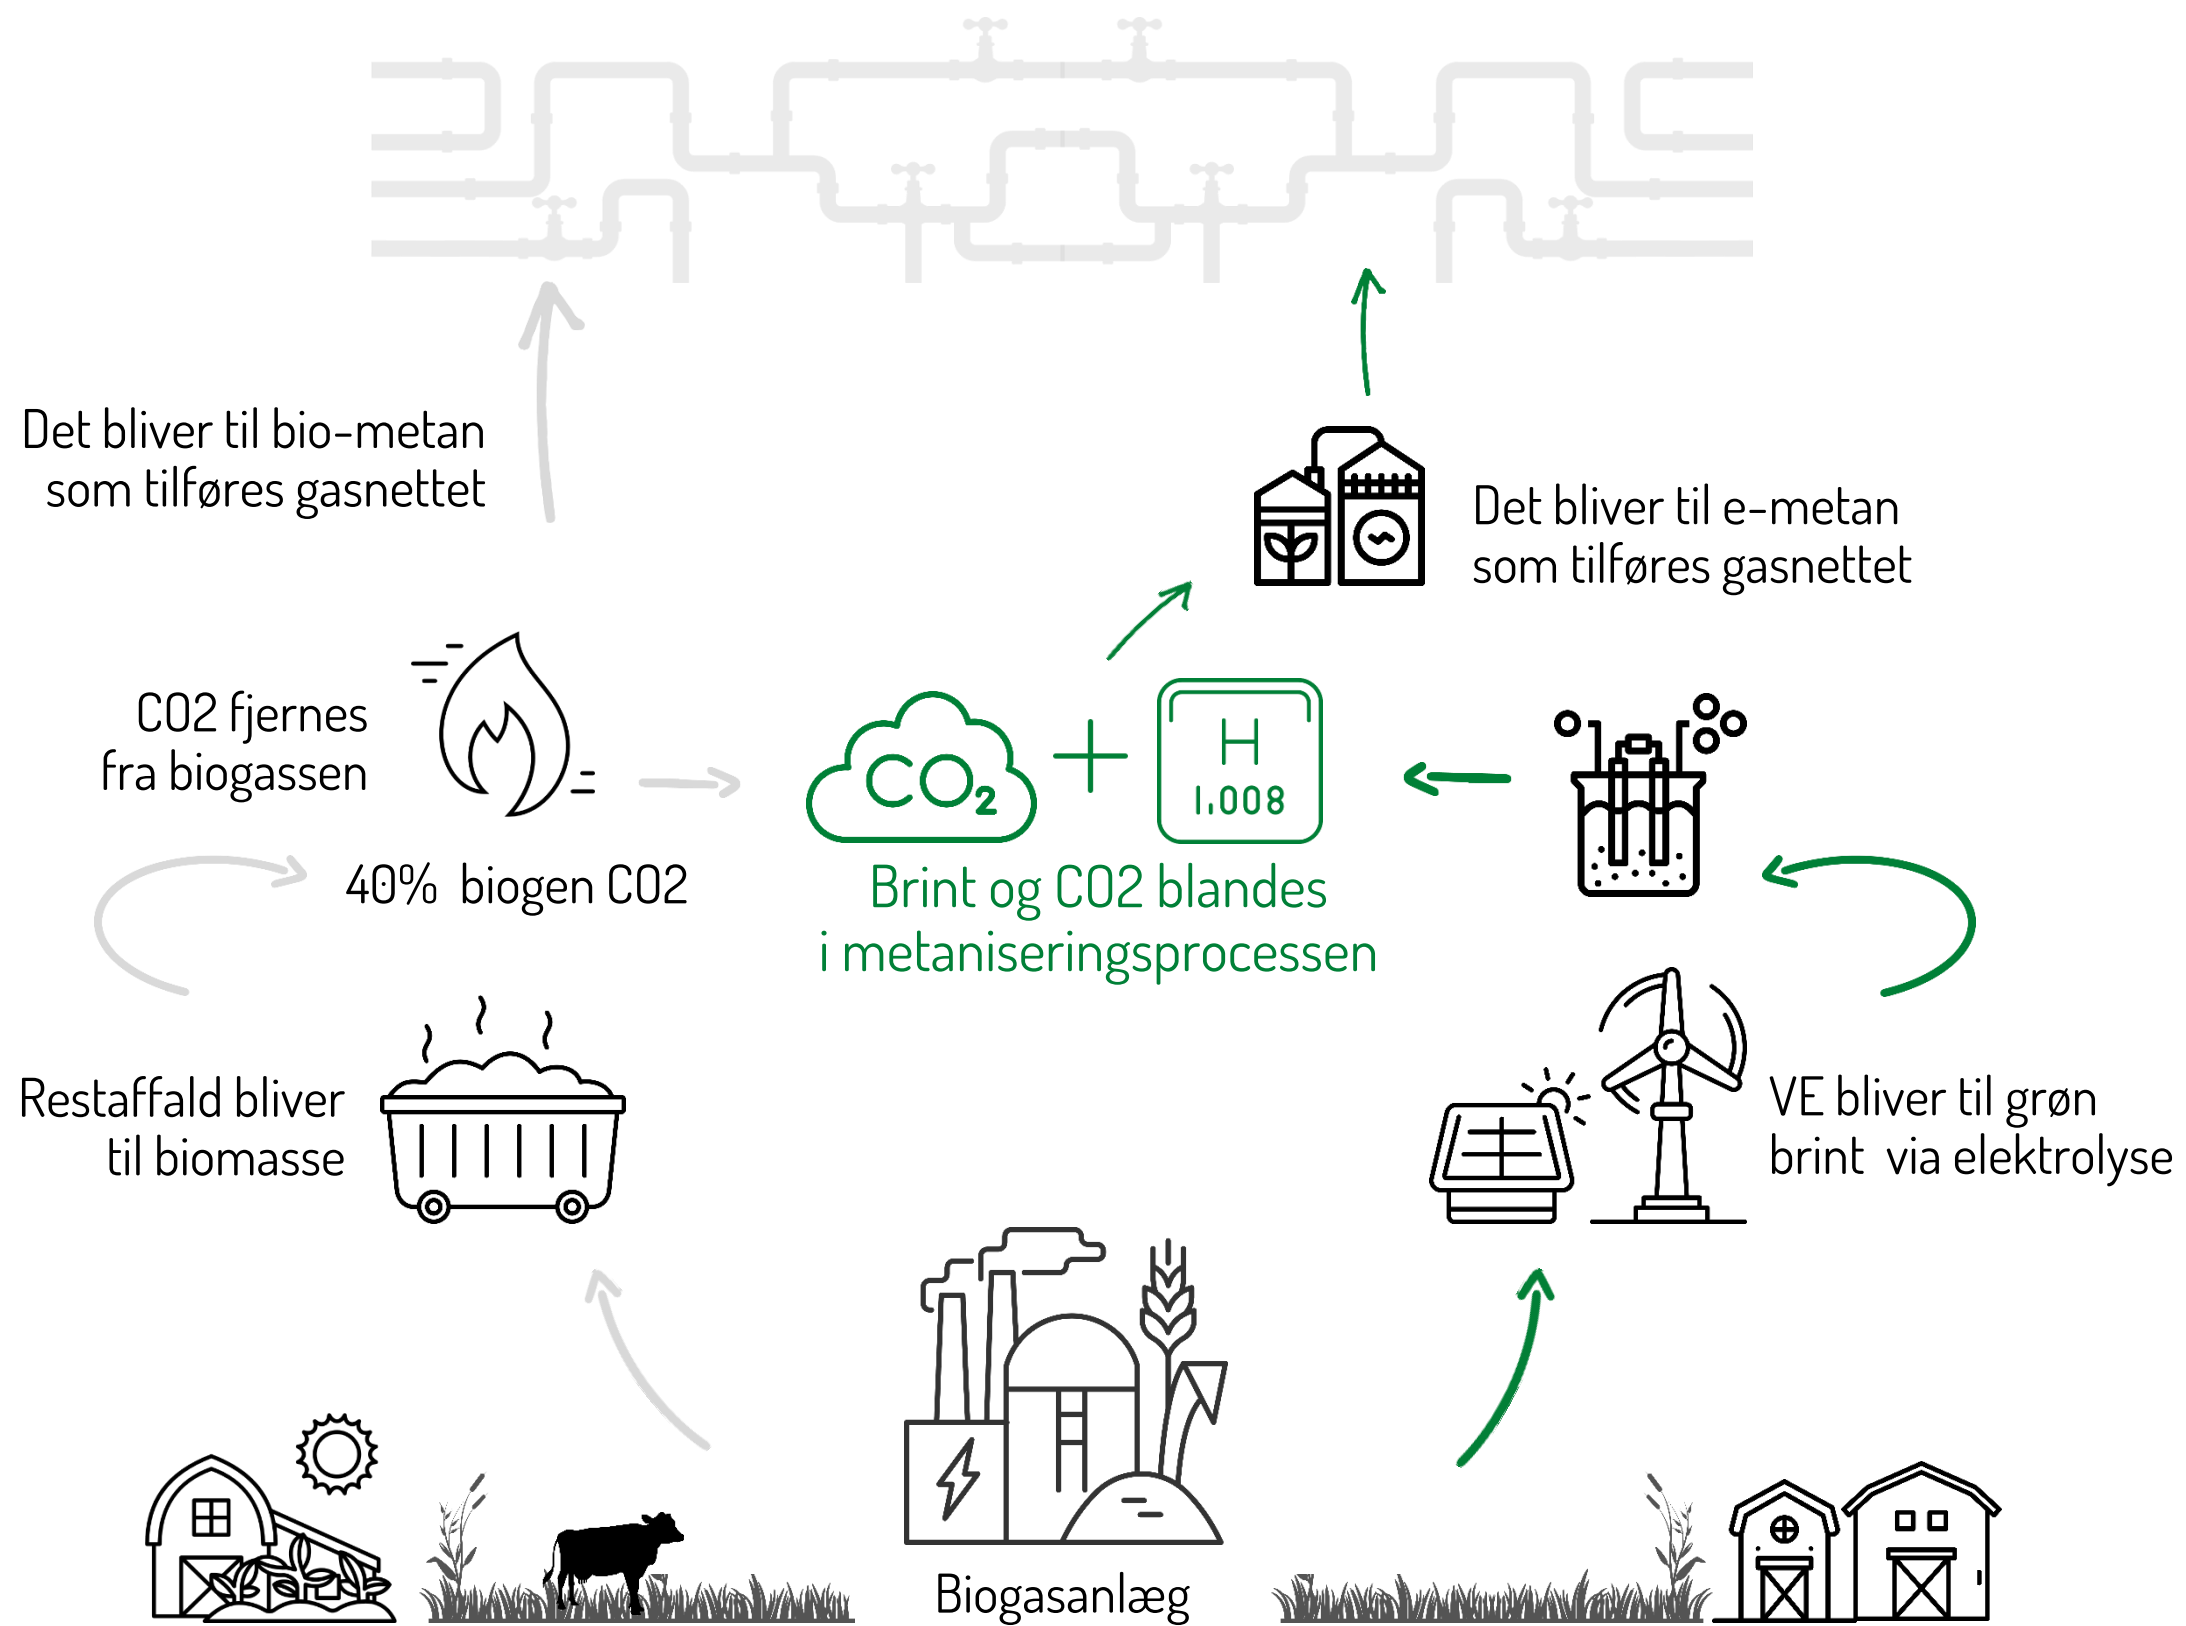 Det bliver til bio-metan
som tilføres gasnettet
Det bliver til e-metan
som tilføres gasnettet
CO2 fjernes
fra biogassen
40% biogen CO2
CO₂
H
1,008
Brint og CO2 blandes
i metaniseringsprocessen
Restaffald bliver
til biomasse
VE bliver til grøn
brint via elektrolyse
Biogasanlæg